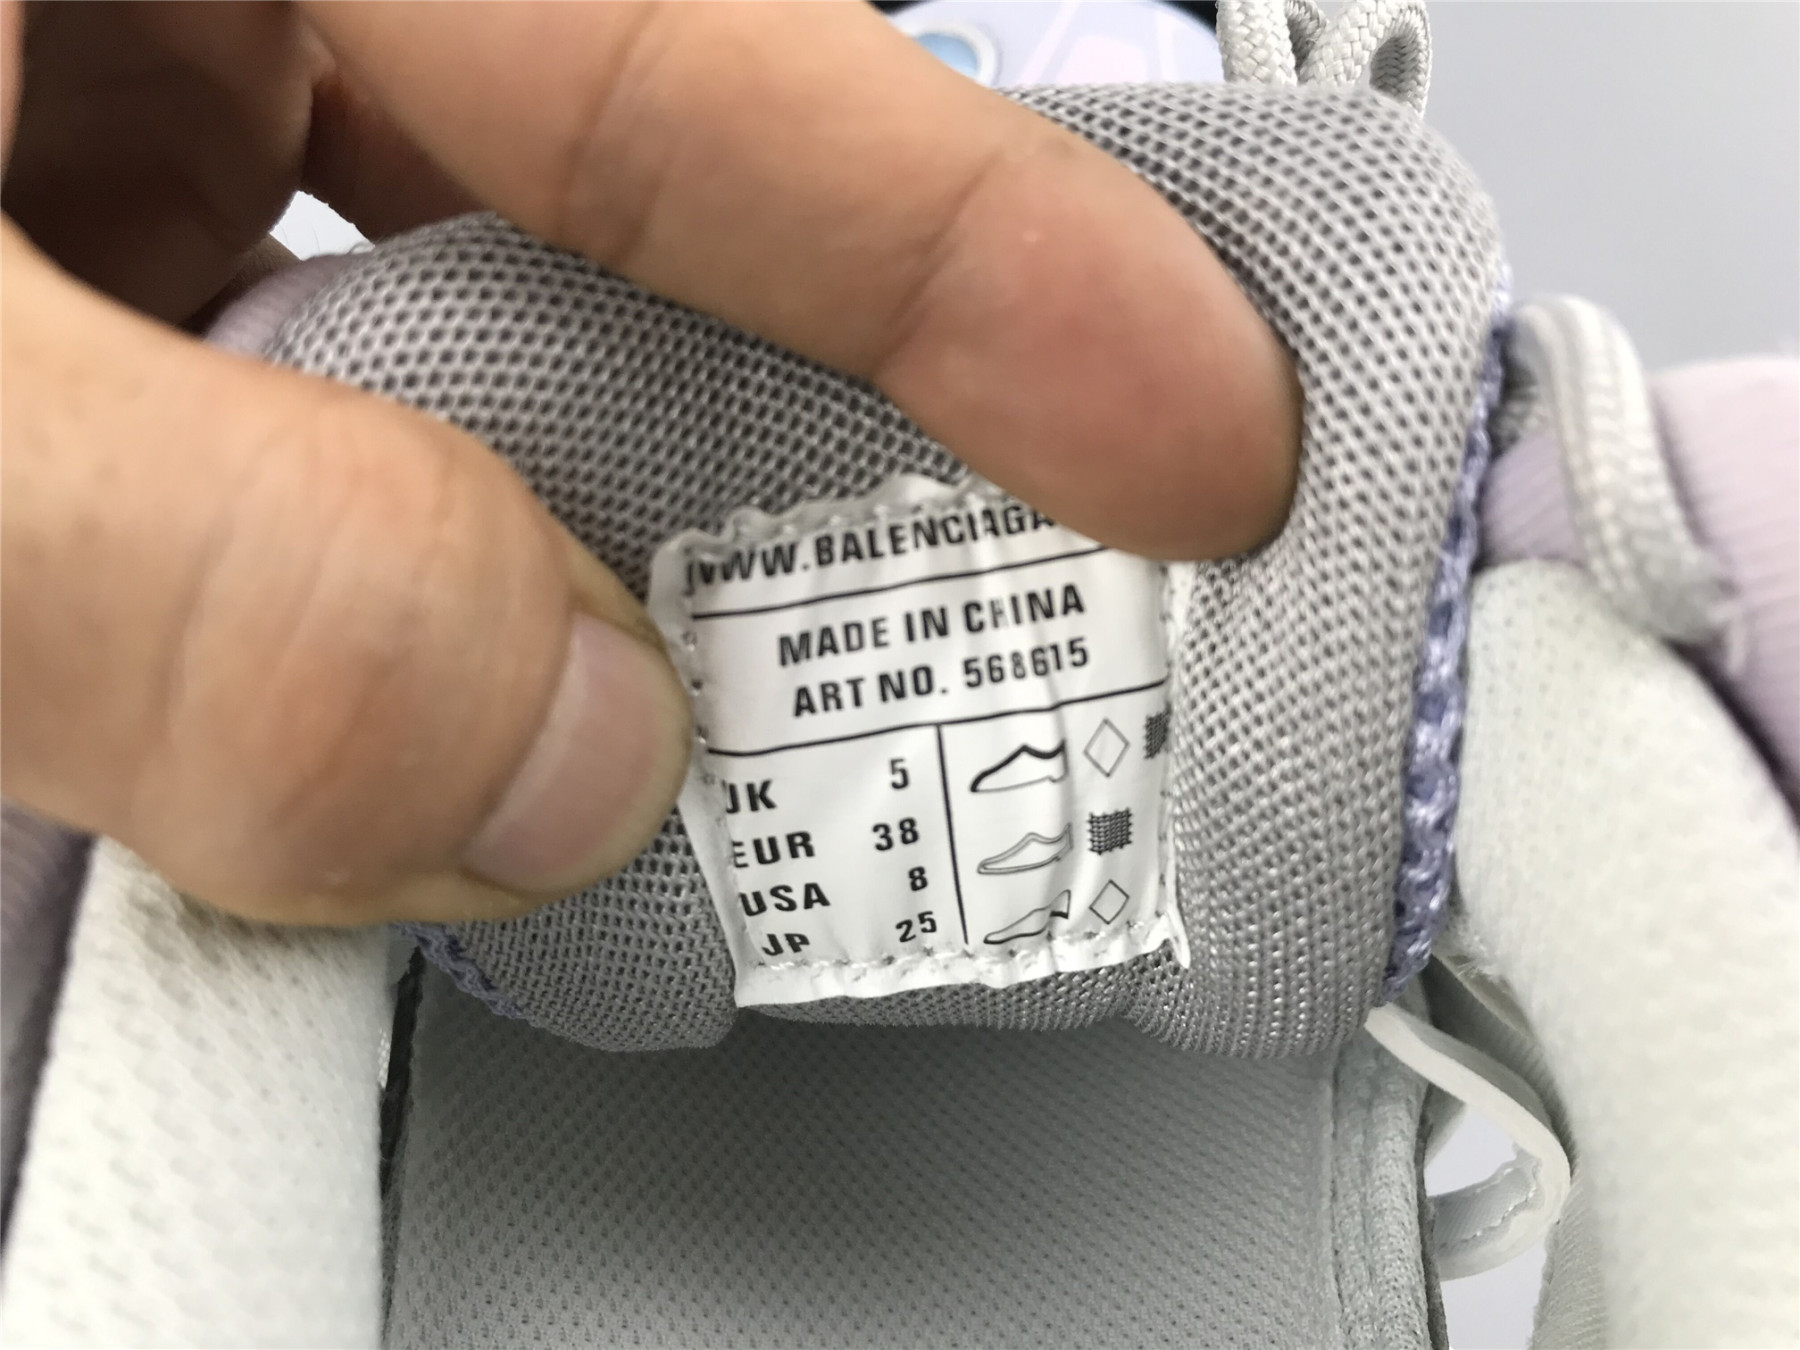 WWW.BALENCIAGA
MADE IN CHINA
ART NO. 568615
UK 5
EUR 38
USA 8
JP 25